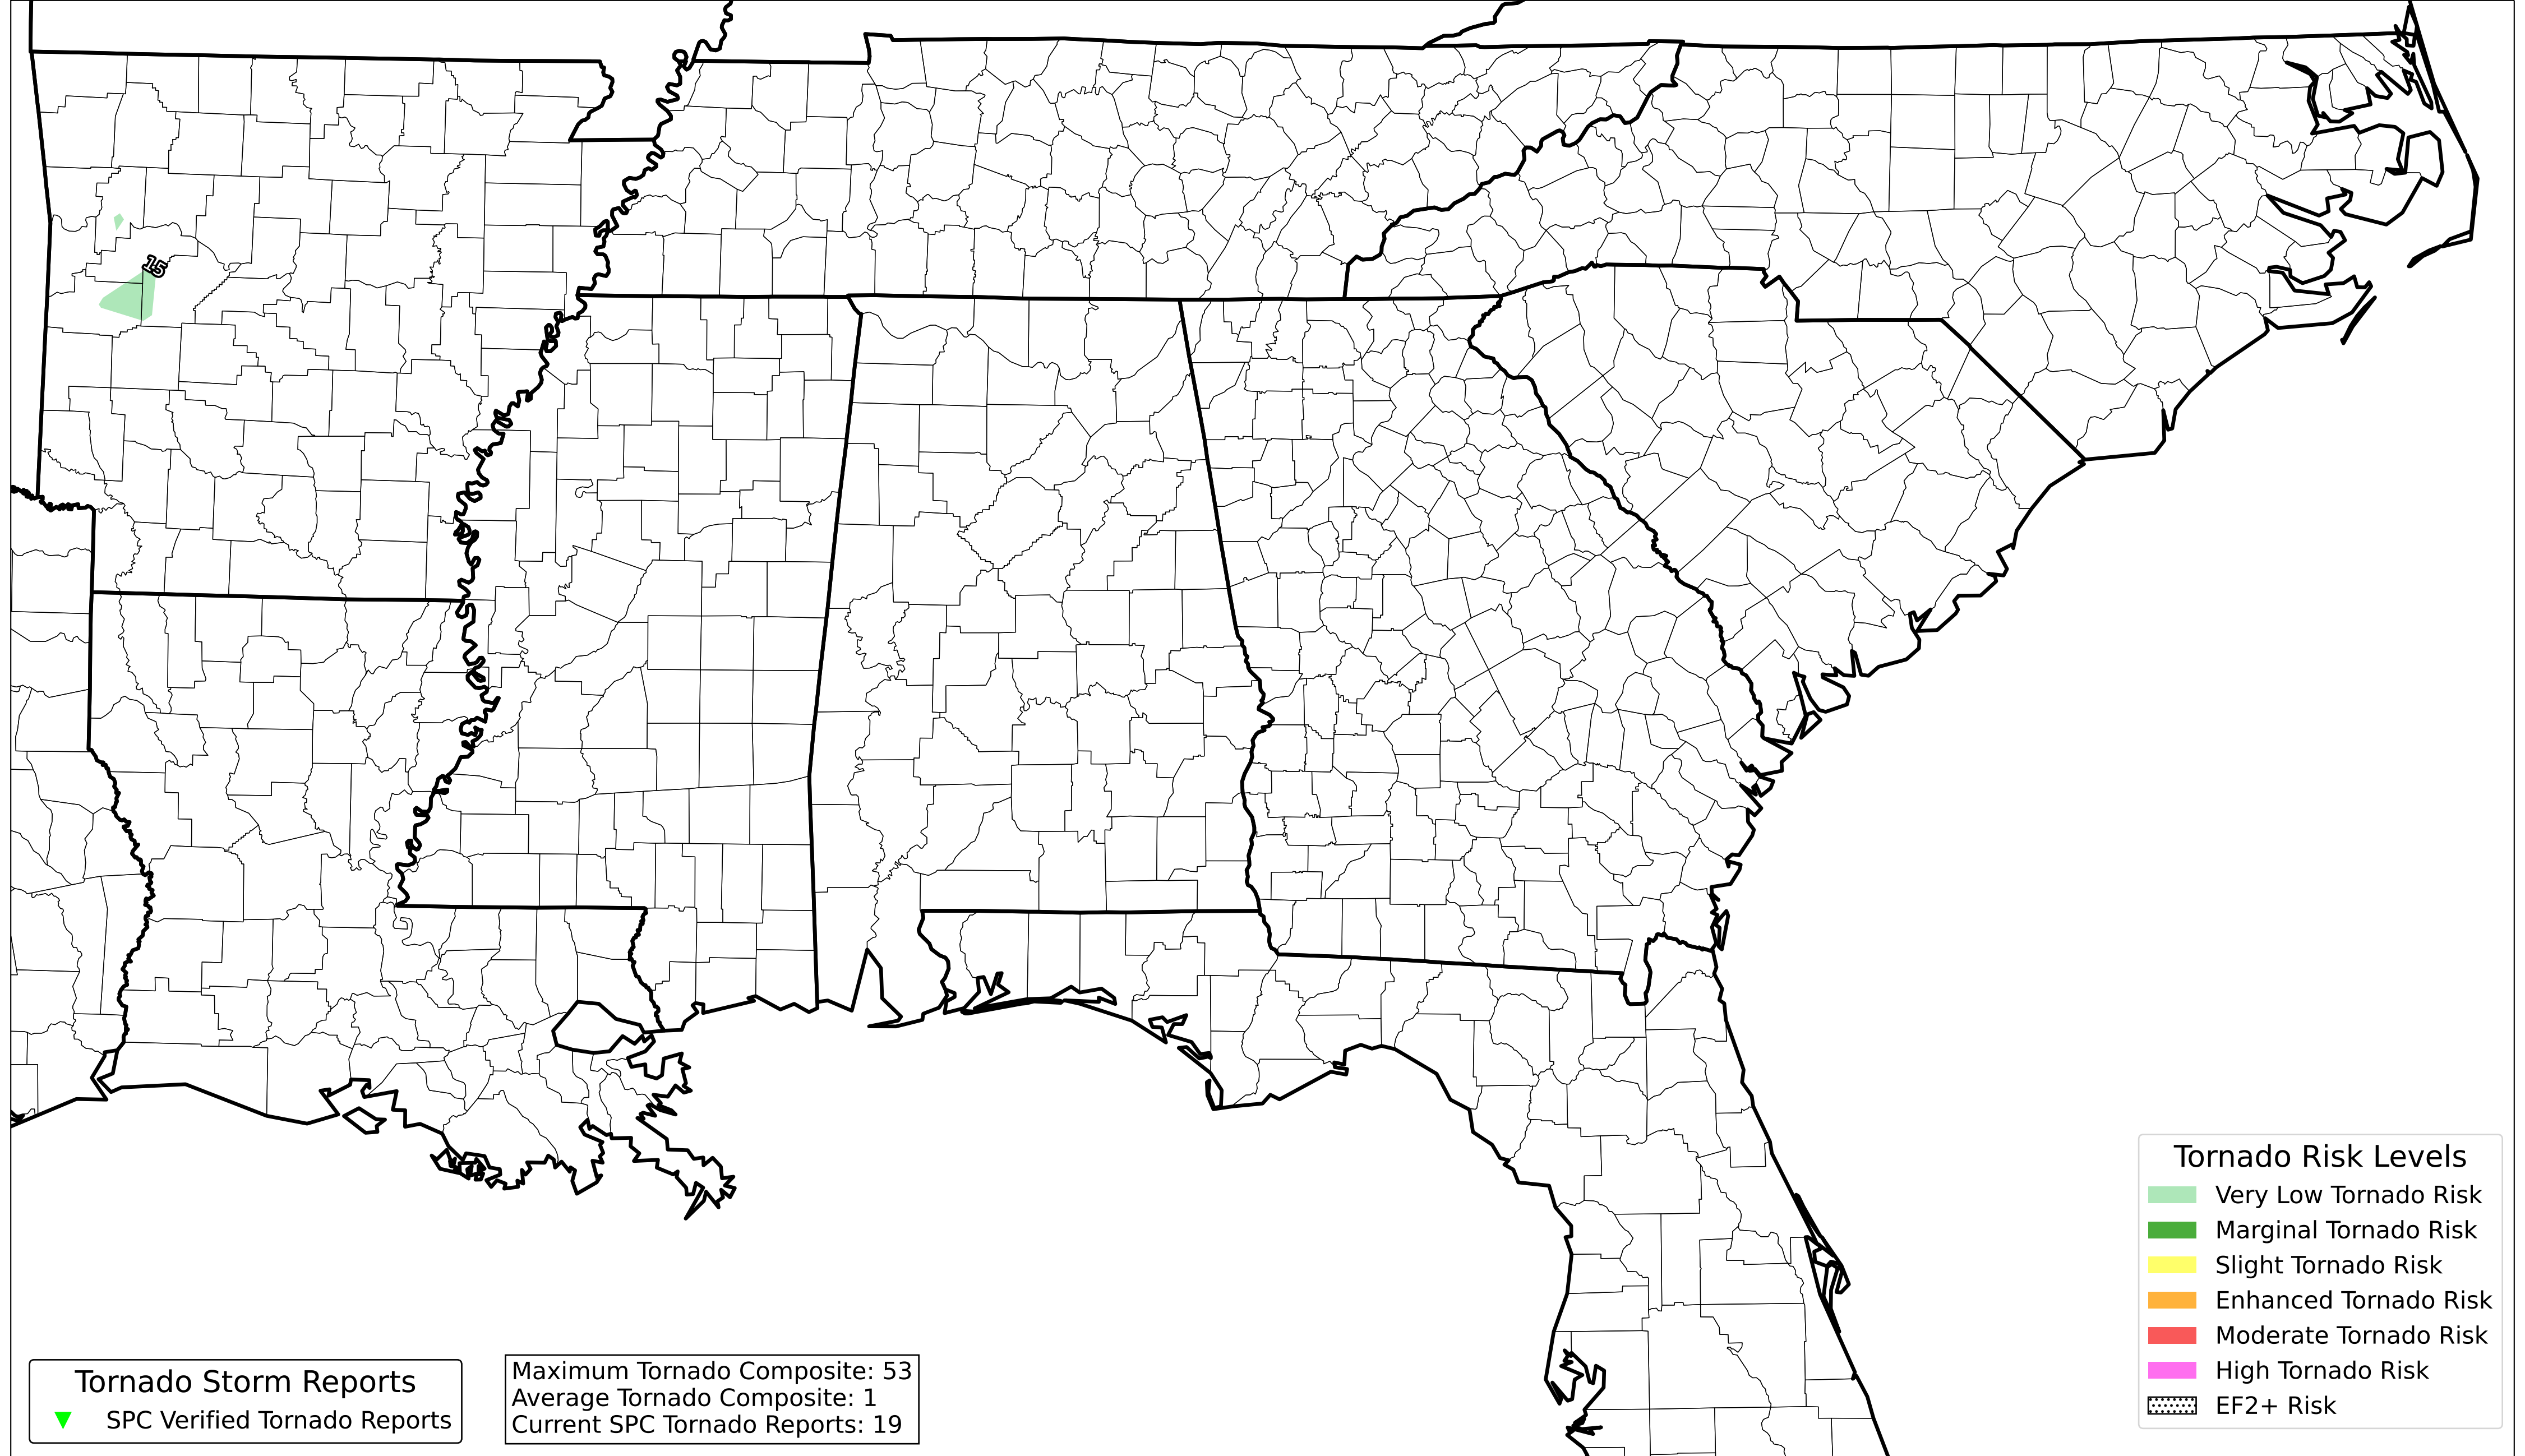 15
Tornado Storm Reports
SPC Verified Tornado Reports
Maximum Tornado Composite: 53
Average Tornado Composite: 1
Current SPC Tornado Reports: 19
Tornado Risk Levels
Very Low Tornado Risk
Marginal Tornado Risk
Slight Tornado Risk
Enhanced Tornado Risk
Moderate Tornado Risk
High Tornado Risk
EF2+ Risk